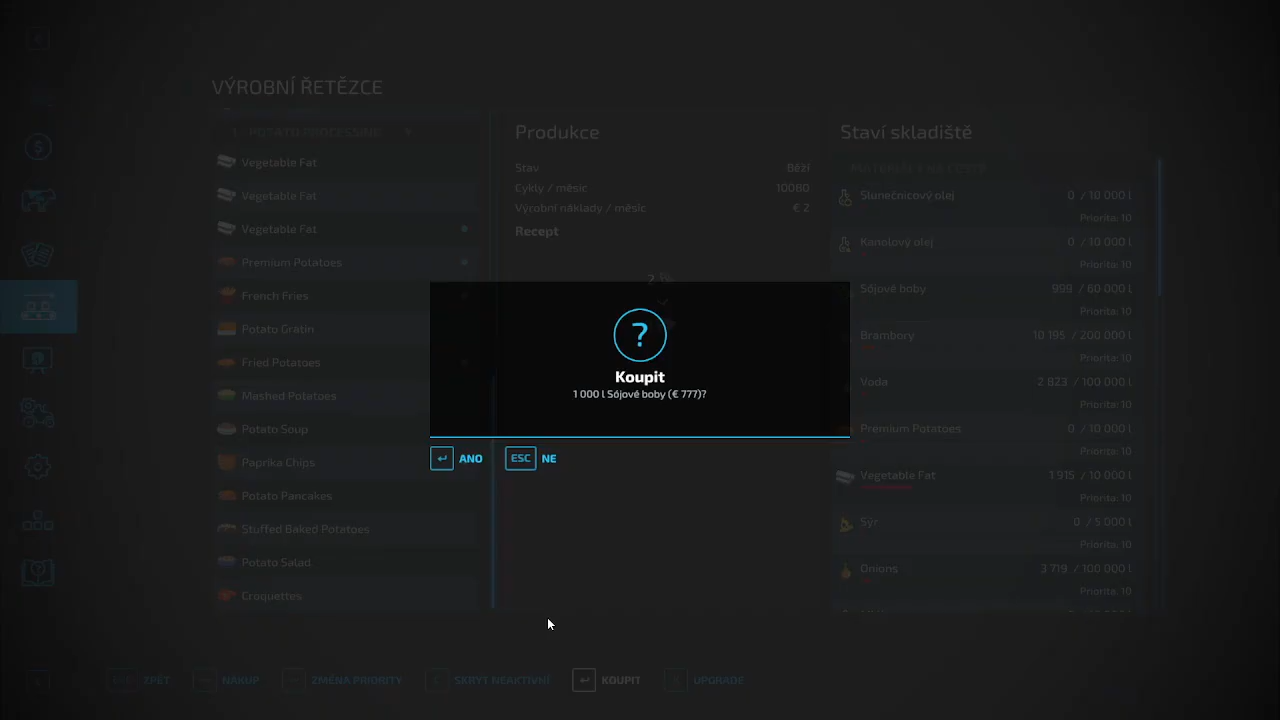 VÝROBNÍ ŘETĚZCE
POTATO PROCESSING
Vegetable Fat
Vegetable Fat
Vegetable Fat
Premium Potatoes
French Fries
Potato Gratin
Fried Potatoes
Mashed Potatoes
Potato Soup
Paprika Chips
Potato Pancakes
Stuffed Baked Potatoes
Potato Salad
Croquettes
Produkce
Stav Běží
Cykly / měsíc 10080
Výrobní náklady / měsíc € 2
Recept
2
?
Koupit
1 000 l Sójové boby (€ 777)?
ANO
ESC NE
Staví skladiště
Slunečnicový olej 0 / 10 000 l
Priorita: 10
Kanolový olej 0 / 10 000 l
Priorita: 10
Sójové boby 999 / 60 000 l
Priorita: 10
Brambory 10 195 / 200 000 l
Priorita: 10
Voda 2 823 / 100 000 l
Priorita: 10
Premium Potatoes 0 / 10 000 l
Priorita: 10
Vegetable Fat 1 915 / 10 000 l
Priorita: 10
Sýr 0 / 5 000 l
Priorita: 10
Onions 3 719 / 100 000 l
Priorita: 10
ZPĚT
NÁKUP
ZMĚNA PRIORITY
SKRÝT NEAKTIVNÍ
KOUPIT
UPGRADE